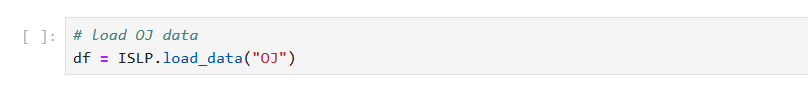 [ ]: # load OJ data
df = ISLP.load_data("OJ")